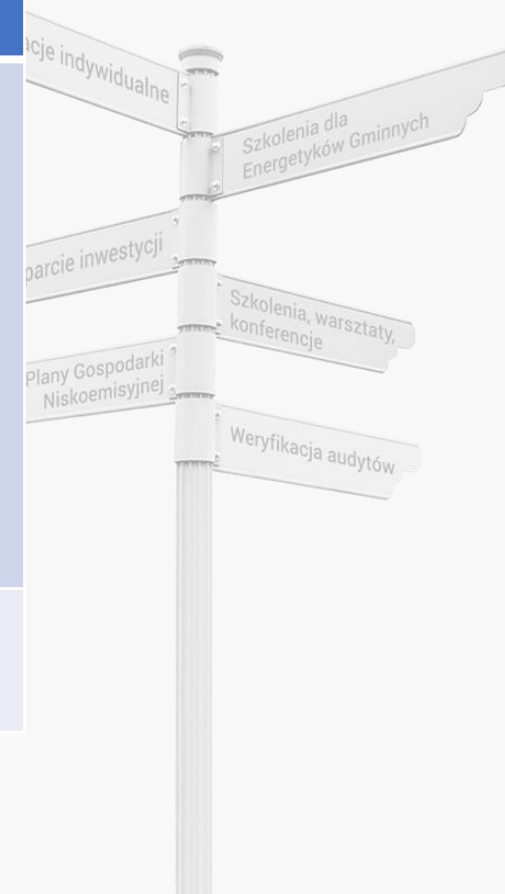 cje indywidualne
Szkolenia dla
Energetyków Gminnych
parcie inwestycji
Szkolenia, warsztaty,
konferencje
Plany Gospodarki
Niskoemisyjnej
Weryfikacja audytów